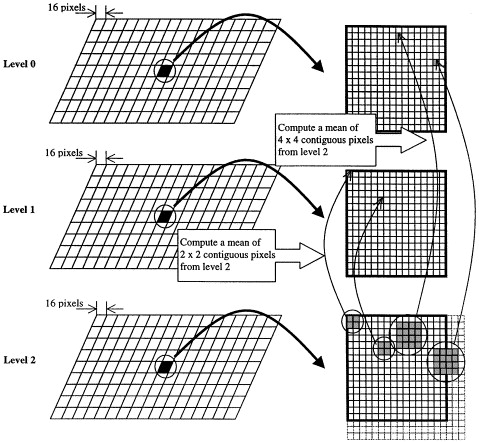 16 pixels
Level 0
Compute a mean of
4 x 4 contiguous pixels
from level 2
16 pixels
Level 1
Compute a mean of
2 x 2 contiguous pixels
from level 2
16 pixels
Level 2